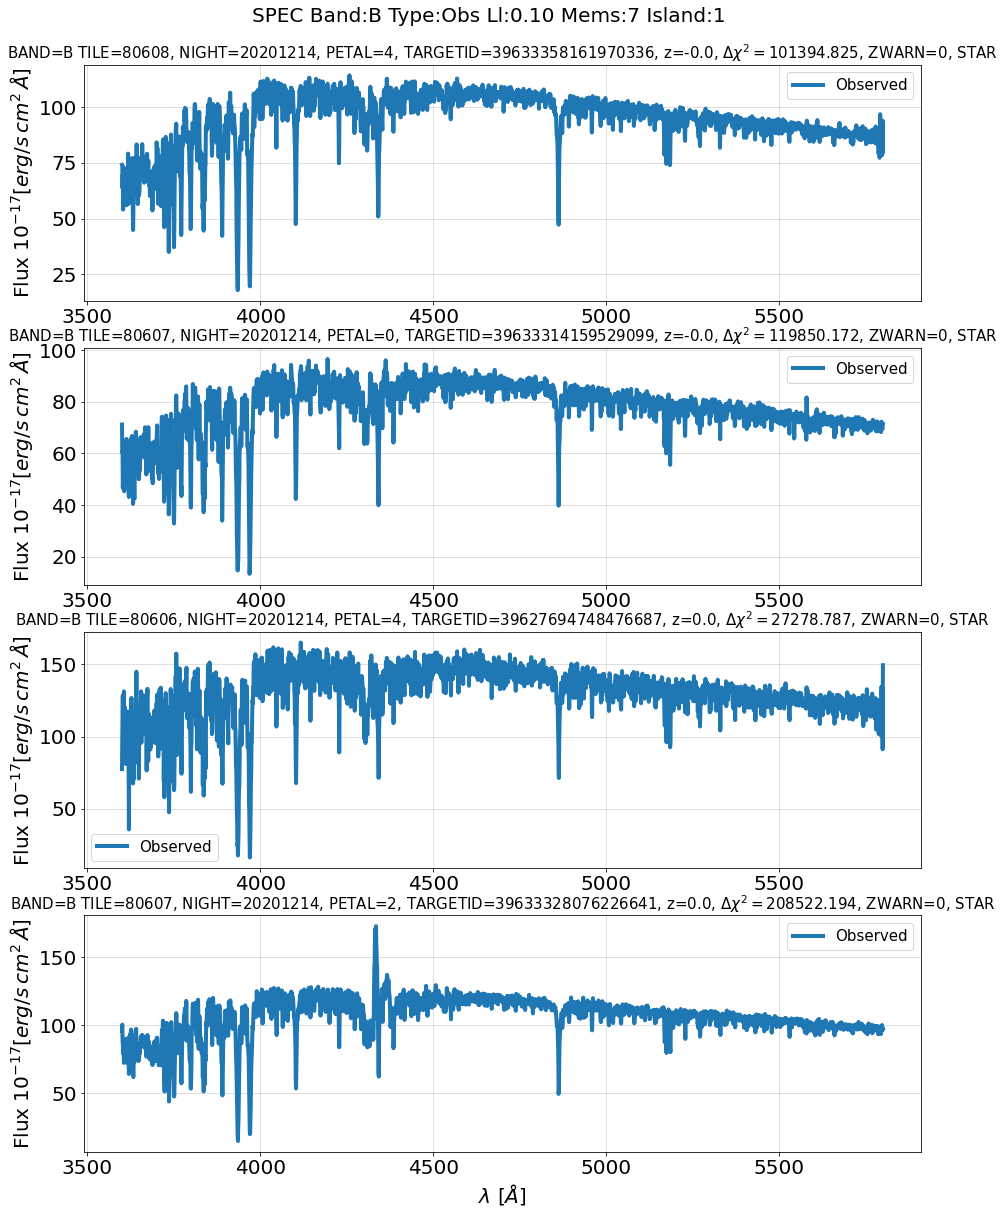 SPEC Band:B Type:Obs Ll:0.10 Mems:7 Island:1
BAND=B TILE=80608, NIGHT=20201214, PETAL=4, TARGETID=39633358161970336, z=-0.0, Δχ² = 101394.825, ZWARN=0, STAR
Flux 10⁻¹⁷[erg/s cm² Å]
100
75
50
25
Observed
3500 4000 4500 5000 5500
BAND=B TILE=80607, NIGHT=20201214, PETAL=0, TARGETID=39633314159529099, z=-0.0, Δχ² = 119850.172, ZWARN=0, STAR
Flux 10⁻¹⁷[erg/s cm² Å]
100
80
60
40
20
Observed
3500 4000 4500 5000 5500
BAND=B TILE=80606, NIGHT=20201214, PETAL=4, TARGETID=39627694748476687, z=0.0, Δχ² = 27278.787, ZWARN=0, STAR
Flux 10⁻¹⁷[erg/s cm² Å]
150
100
50
Observed
3500 4000 4500 5000 5500
BAND=B TILE=80607, NIGHT=20201214, PETAL=2, TARGETID=39633328076226641, z=0.0, Δχ² = 208522.194, ZWARN=0, STAR
Flux 10⁻¹⁷[erg/s cm² Å]
150
100
50
Observed
3500 4000 4500 5000 5500
λ [Å]